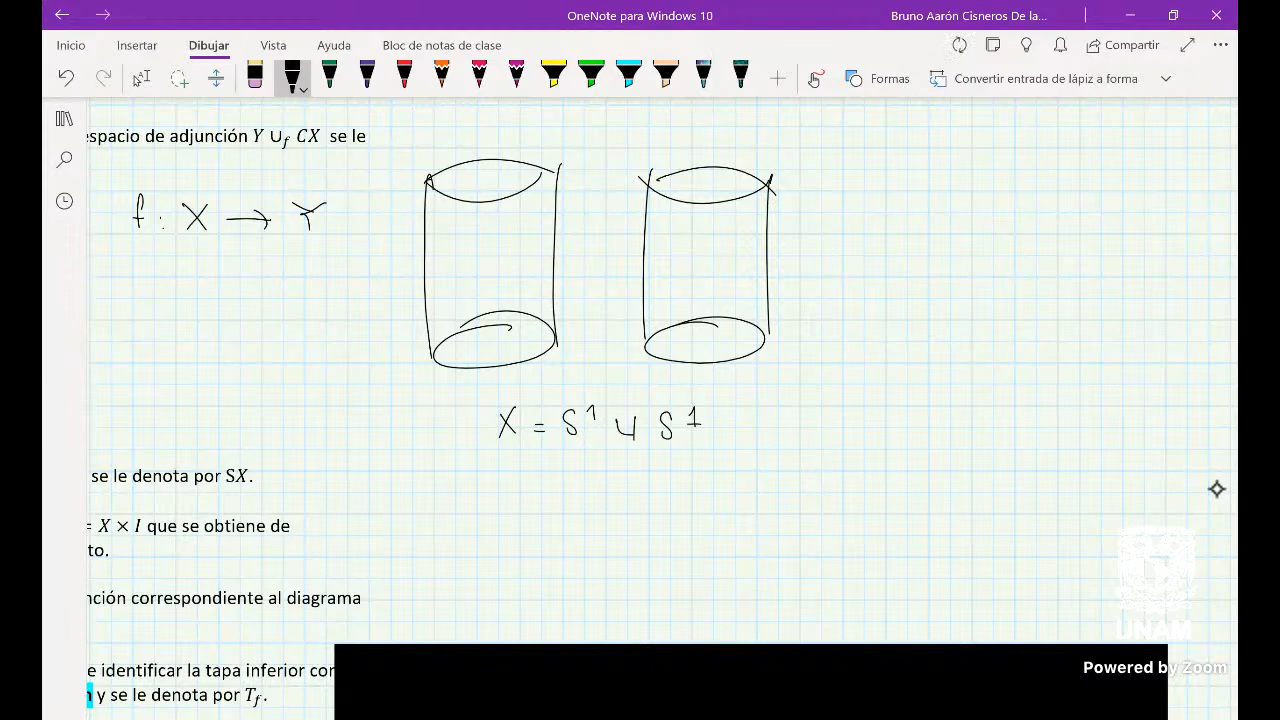 OneNote para Windows 10
Bruno Aarón Cisneros De la...
Inicio Insertar Dibujar Vista Ayuda Bloc de notas de clase
Compartir
Formas
Convertir entrada de lápiz a forma
espacio de adjunción Y ∪_f CX se le
f : X → Y
X = S¹ ⊔ S¹
se le denota por SX.
= X × I que se obtiene de
to.
nción correspondiente al diagrama
e identificar la tapa inferior con
n y se le denota por T_f.
UNAM
Powered by Zoom